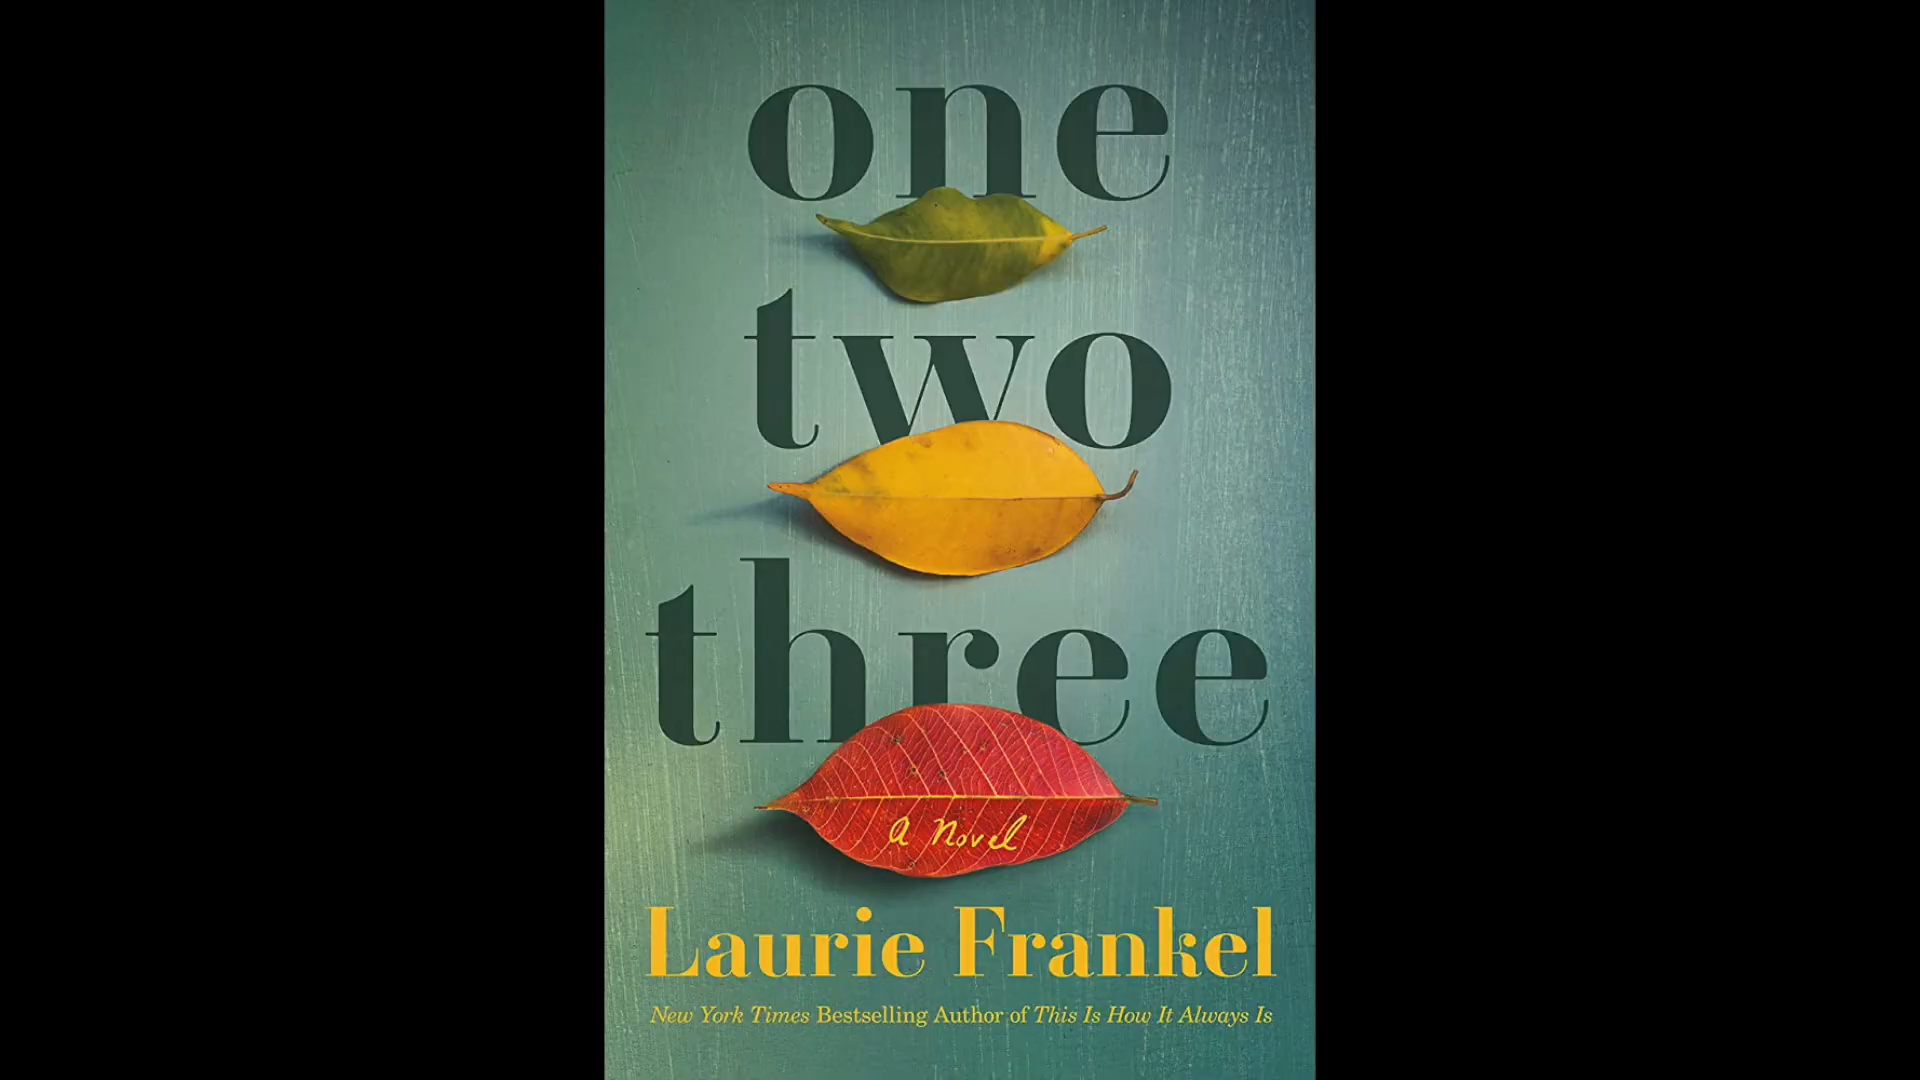 one
two
three
a Novel
Laurie Frankel
New York Times Bestselling Author of This Is How It Always Is